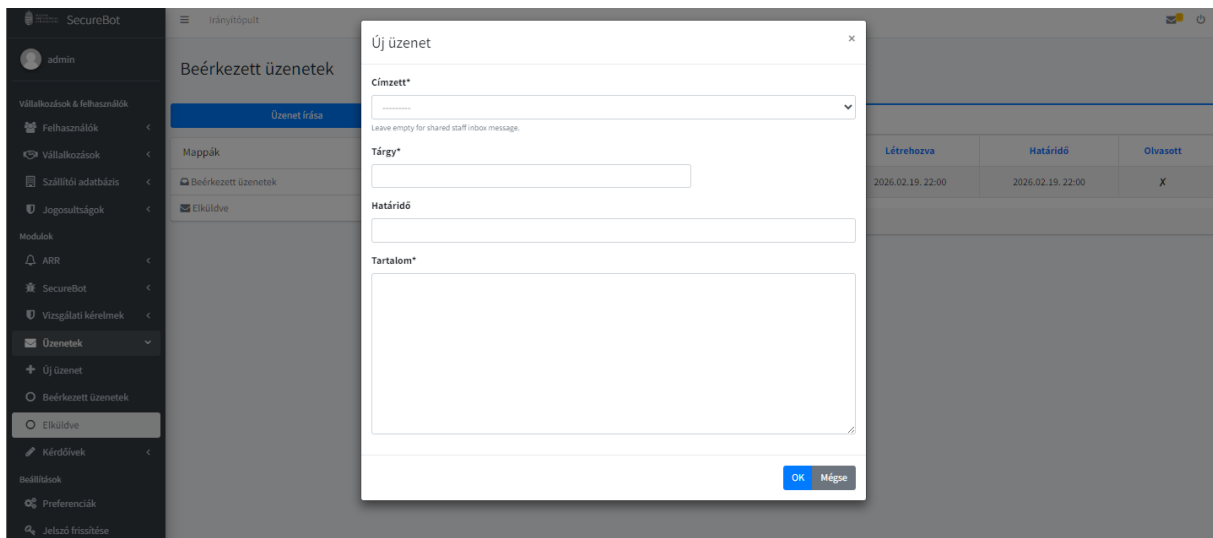 SecureBot
Irányítópult
admin
Vállalkozások & felhasználók
Felhasználók
Vállalkozások
Szállítói adatbázis
Jogosultságok
Modulok
ARR
SecureBot
Vizsgálati kérelmek
Üzenetek
Új üzenet
Beérkezett üzenetek
Elküldve
Kérdőívek
Beállítások
Preferenciák
Jelszó frissítése
Beérkezett üzenetek
Üzenet írása
Mappák
Beérkezett üzenetek
Elküldve
Új üzenet
×
Címzett*
---------
Leave empty for shared staff inbox message.
Tárgy*
Határidő
Tartalom*
OK Mégse
Létrehozva Határidő Olvasott
2026.02.19. 22:00 2026.02.19. 22:00 X